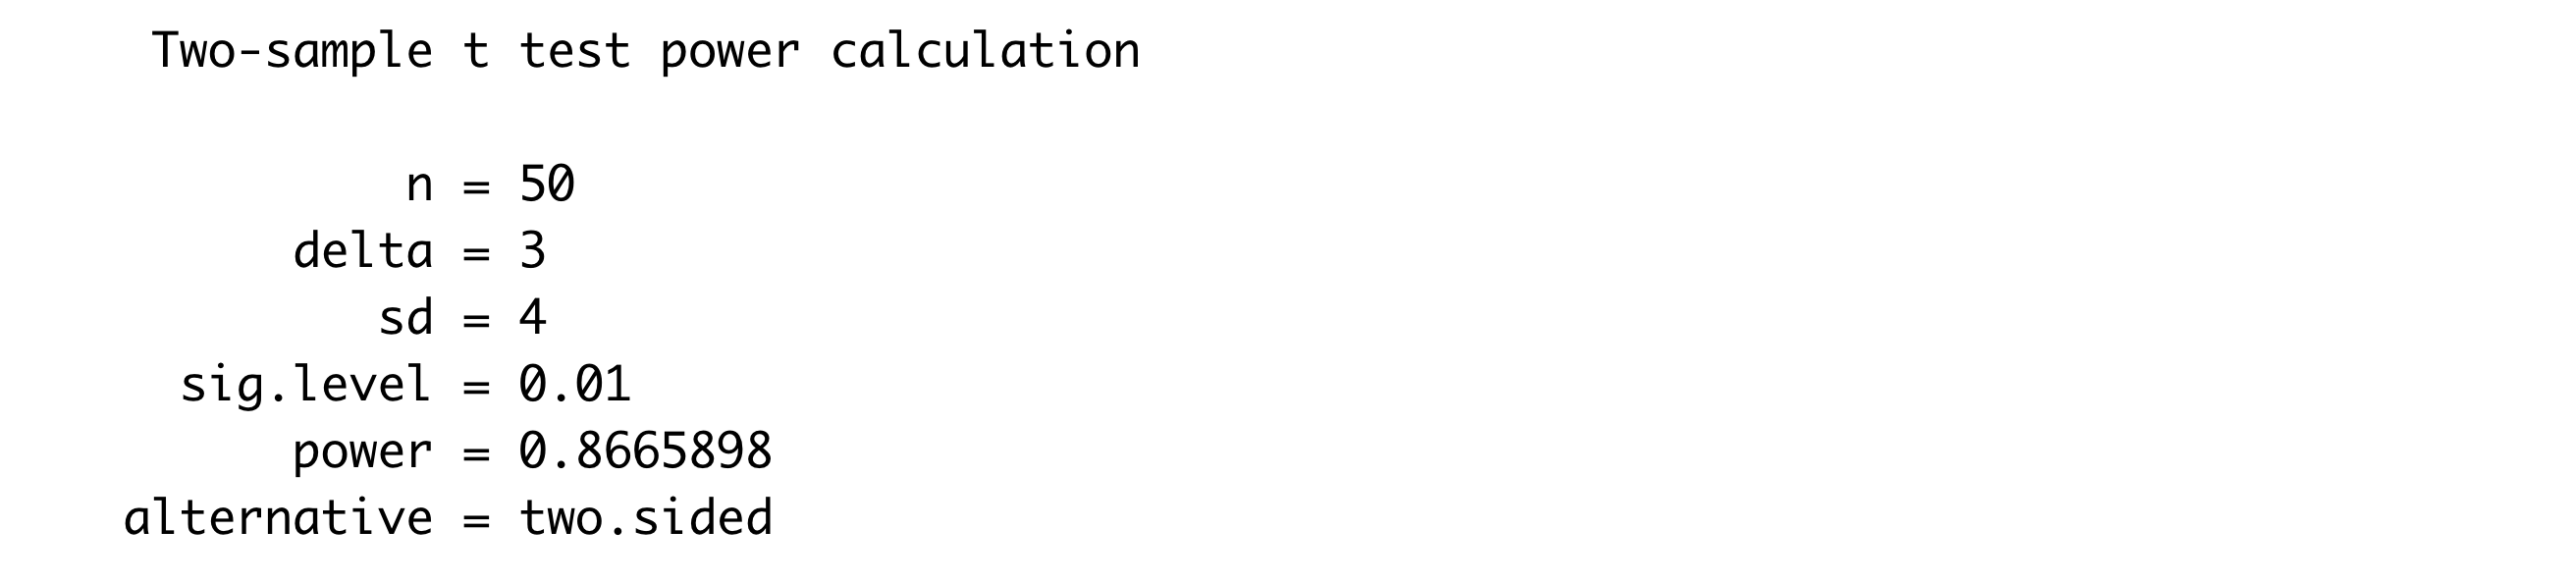 Two-sample t test power calculation
n = 50
delta = 3
sd = 4
sig.level = 0.01
power = 0.8665898
alternative = two.sided